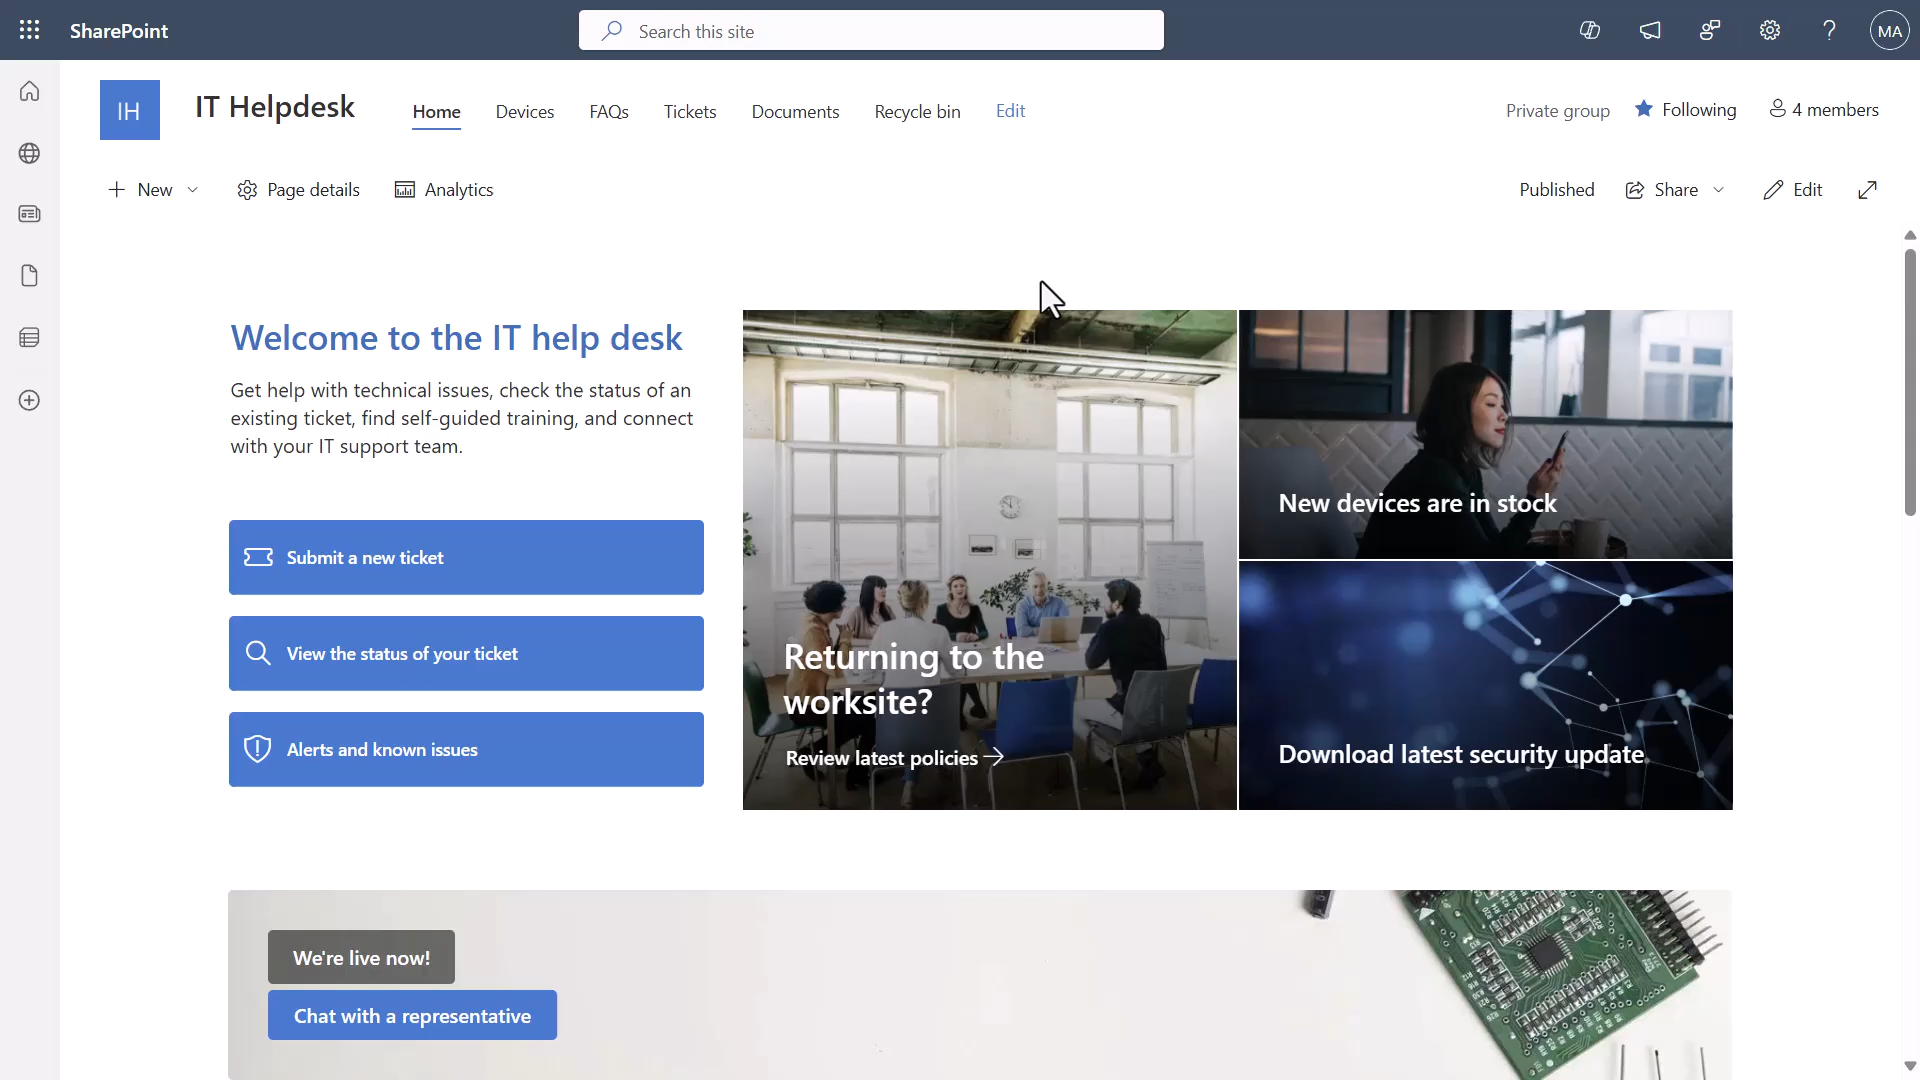 SharePoint
Search this site
MA
IH
IT Helpdesk
Home
Devices
FAQs
Tickets
Documents
Recycle bin
Edit
Private group
Following
4 members
New
Page details
Analytics
Published
Share
Edit
Welcome to the IT help desk
Get help with technical issues, check the status of an
existing ticket, find self-guided training, and connect
with your IT support team.
Submit a new ticket
View the status of your ticket
Alerts and known issues
Returning to the
worksite?
Review latest policies
New devices are in stock
Download latest security update
We're live now!
Chat with a representative